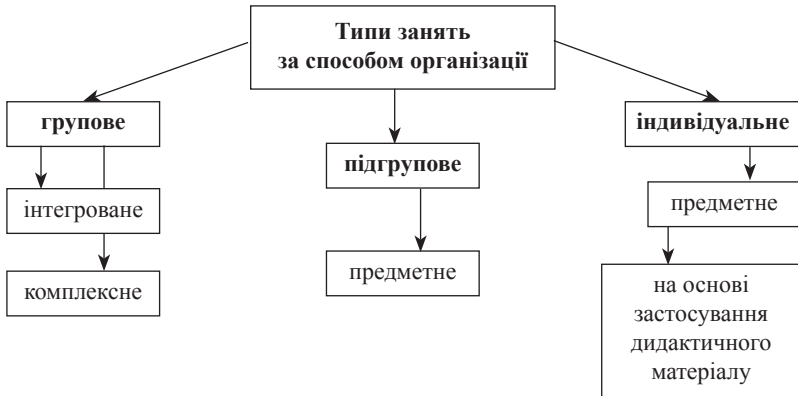 Типи занять
за способом організації
групове
підгрупове
індивідуальне
інтегроване
предметне
комплексне
предметне
на основі
застосування
дидактичного
матеріалу